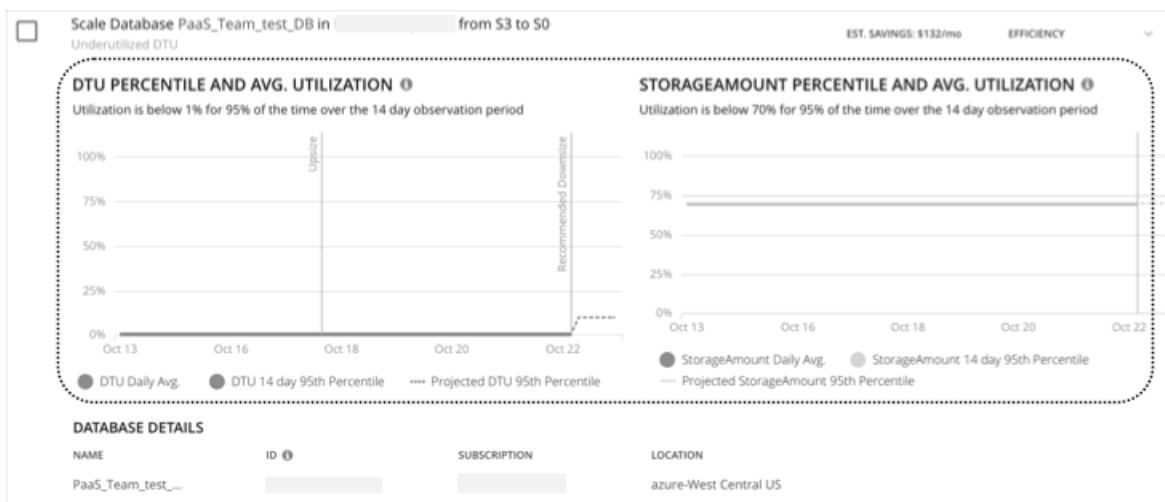 Scale Database PaaS_Team_test_DB in from S3 to S0
Underutilized DTU
EST. SAVINGS: $132/mo
EFFICIENCY
DTU PERCENTILE AND AVG. UTILIZATION
Utilization is below 1% for 95% of the time over the 14 day observation period
Upsize
Recommended Downsize
100%
75%
50%
25%
0%
Oct 13 Oct 16 Oct 18 Oct 20 Oct 22
DTU Daily Avg. DTU 14 day 95th Percentile Projected DTU 95th Percentile
STORAGEAMOUNT PERCENTILE AND AVG. UTILIZATION
Utilization is below 70% for 95% of the time over the 14 day observation period
100%
75%
50%
25%
0%
Oct 13 Oct 16 Oct 18 Oct 20 Oct 22
StorageAmount Daily Avg. StorageAmount 14 day 95th Percentile
Projected StorageAmount 95th Percentile
DATABASE DETAILS
NAME ID SUBSCRIPTION LOCATION
PaaS_Team_test_... azure-West Central US